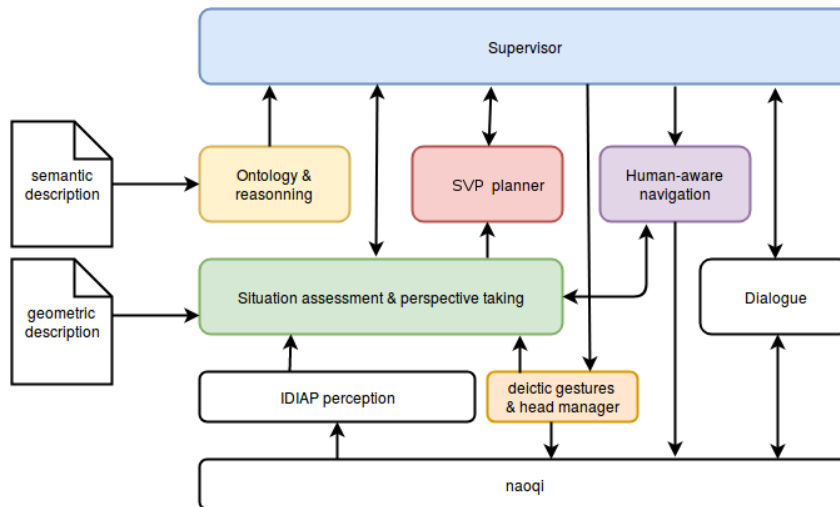 Supervisor
semantic
description
Ontology &
reasonning
SVP planner
Human-aware
navigation
geometric
description
Situation assessment & perspective taking
Dialogue
IDIAP perception
deictic gestures
& head manager
naoqi